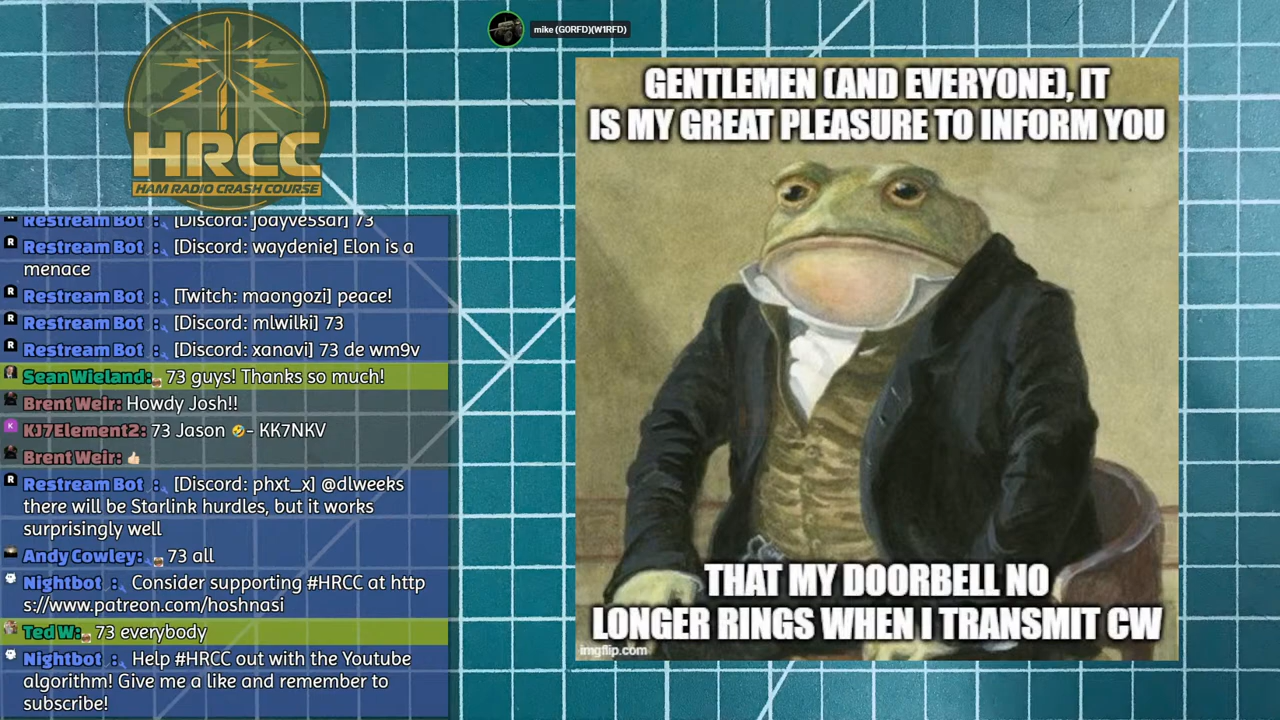 mike (G0RFD)(W1RFD)
GENTLEMEN (AND EVERYONE), IT
IS MY GREAT PLEASURE TO INFORM YOU
THAT MY DOORBELL NO
LONGER RINGS WHEN I TRANSMIT CW
imgflip.com
HRCC
HAM RADIO CRASH COURSE
Restream Bot : [Discord: joayve5sar] 73
Restream Bot : [Discord: waydenie] Elon is a
menace
Restream Bot : [Twitch: maongozi] peace!
Restream Bot : [Discord: mlwilki] 73
Restream Bot : [Discord: xanavi] 73 de wm9v
Sean Wieland: 73 guys! Thanks so much!
Brent Weir: Howdy Josh!!
KJ7Element2: 73 Jason 🤣- KK7NKV
Brent Weir: 👍🏻
Restream Bot : [Discord: phxt_x] @dlweeks
there will be Starlink hurdles, but it works
surprisingly well
Andy Cowley: 73 all
Nightbot : Consider supporting #HRCC at http
s://www.patreon.com/hoshnasi
Ted W: 73 everybody
Nightbot : Help #HRCC out with the Youtube
algorithm! Give me a like and remember to
subscribe!